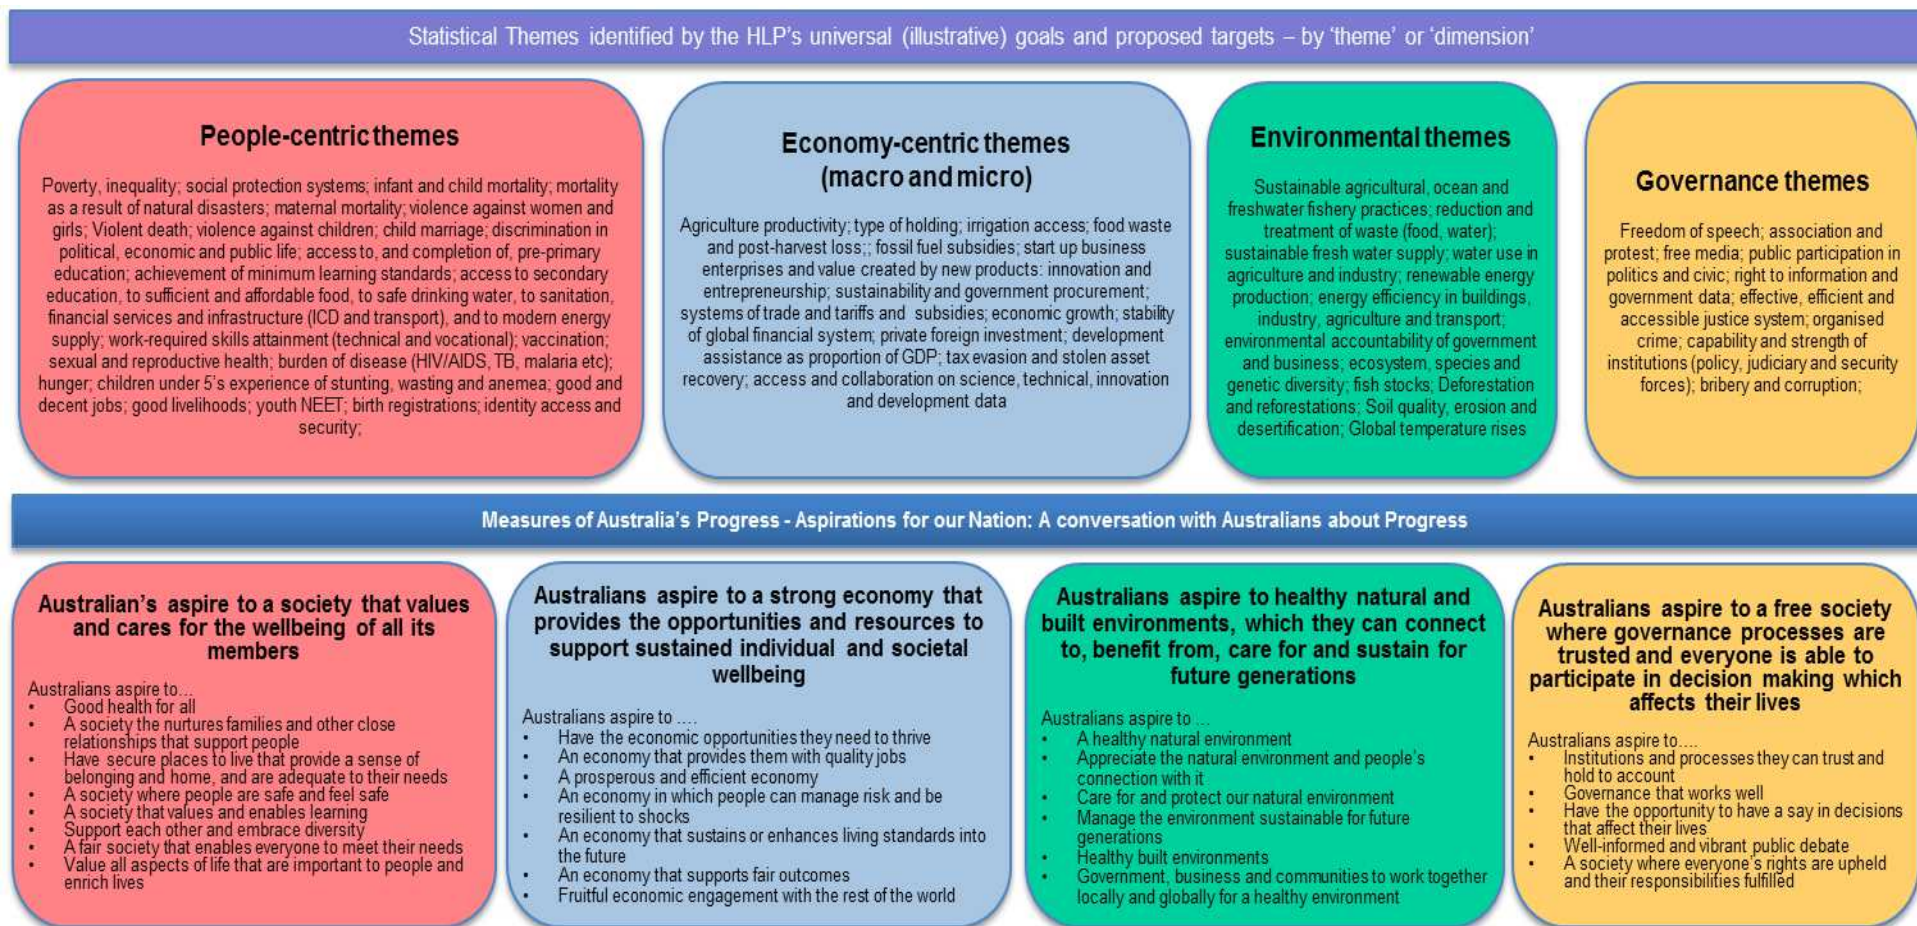 Statistical Themes identified by the HLP's universal (illustrative) goals and proposed targets – by 'theme' or 'dimension'
People-centric themes
Poverty, inequality; social protection systems; infant and child mortality; mortality
as a result of natural disasters; maternal mortality; violence against women and
girls; Violent death; violence against children; child marriage; discrimination in
political, economic and public life; access to, and completion of, pre-primary
education; achievement of minimum learning standards; access to secondary
education, to sufficient and affordable food, to safe drinking water, to sanitation,
financial services and infrastructure (ICD and transport), and to modern energy
supply; work-required skills attainment (technical and vocational); vaccination;
sexual and reproductive health; burden of disease (HIV/AIDS, TB, malaria etc);
hunger; children under 5's experience of stunting, wasting and anemea; good and
decent jobs; good livelihoods; youth NEET; birth registrations; identity access and
security;
Economy-centric themes
(macro and micro)
Agriculture productivity; type of holding; irrigation access; food waste
and post-harvest loss;; fossil fuel subsidies; start up business
enterprises and value created by new products: innovation and
entrepreneurship; sustainability and government procurement;
systems of trade and tariffs and subsidies; economic growth; stability
of global financial system; private foreign investment; development
assistance as proportion of GDP; tax evasion and stolen asset
recovery; access and collaboration on science, technical, innovation
and development data
Environmental themes
Sustainable agricultural, ocean and
freshwater fishery practices; reduction and
treatment of waste (food, water);
sustainable fresh water supply; water use in
agriculture and industry; renewable energy
production; energy efficiency in buildings,
industry, agriculture and transport;
environmental accountability of government
and business; ecosystem, species and
genetic diversity; fish stocks; Deforestation
and reforestations; Soil quality, erosion and
desertification; Global temperature rises
Governance themes
Freedom of speech; association and
protest; free media; public participation in
politics and civic; right to information and
government data; effective, efficient and
accessible justice system; organised
crime; capability and strength of
institutions (policy, judiciary and security
forces); bribery and corruption;
Measures of Australia's Progress - Aspirations for our Nation: A conversation with Australians about Progress
Australian's aspire to a society that values
and cares for the wellbeing of all its
members
Australians aspire to…
• Good health for all
• A society the nurtures families and other close
relationships that support people
• Have secure places to live that provide a sense of
belonging and home, and are adequate to their needs
• A society where people are safe and feel safe
• A society that values and enables learning
• Support each other and embrace diversity
• A fair society that enables everyone to meet their needs
• Value all aspects of life that are important to people and
enrich lives
Australians aspire to a strong economy that
provides the opportunities and resources to
support sustained individual and societal
wellbeing
Australians aspire to ….
• Have the economic opportunities they need to thrive
• An economy that provides them with quality jobs
• A prosperous and efficient economy
• An economy in which people can manage risk and be
resilient to shocks
• An economy that sustains or enhances living standards into
the future
• An economy that supports fair outcomes
• Fruitful economic engagement with the rest of the world
Australians aspire to healthy natural and
built environments, which they can connect
to, benefit from, care for and sustain for
future generations
Australians aspire to …
• A healthy natural environment
• Appreciate the natural environment and people's
connection with it
• Care for and protect our natural environment
• Manage the environment sustainable for future
generations
• Healthy built environments
• Government, business and communities to work together
locally and globally for a healthy environment
Australians aspire to a free society
where governance processes are
trusted and everyone is able to
participate in decision making which
affects their lives
Australians aspire to….
• Institutions and processes they can trust and
hold to account
• Governance that works well
• Have the opportunity to have a say in decisions
that affect their lives
• Well-informed and vibrant public debate
• A society where everyone's rights are upheld
and their responsibilities fulfilled